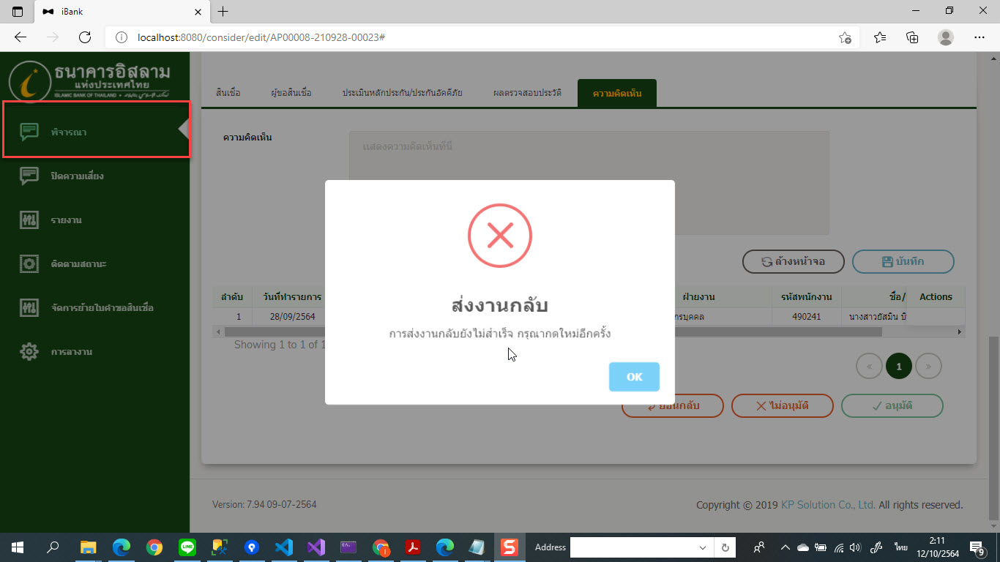 iBank
localhost:8080/consider/edit/AP00008-210928-00023#
ธนาคารอิสลาม
แห่งประเทศไทย
ISLAMIC BANK OF THAILAND
พิจารณา
ปิดความเสี่ยง
รายงาน
ติดตามสถานะ
จัดการย้ายใบคำขอสินเชื่อ
การลางาน
สินเชื่อ ผู้ขอสินเชื่อ ประเมินหลักประกัน/ประกันอัคคีภัย ผลตรวจสอบประวัติ ความคิดเห็น
ความคิดเห็น
แสดงความคิดเห็นที่นี่
ล้างหน้าจอ บันทึก
ลำดับ วันที่ทำรายการ ฝ่ายงาน รหัสพนักงาน ชื่อ/ Actions
1 28/09/2564 กรบุคคล 490241 นางสาวยัสมิน บิ
Showing 1 to 1 of 1
« 1 »
ย้อนกลับ ไม่อนุมัติ อนุมัติ
ส่งงานกลับ
การส่งงานกลับยังไม่สำเร็จ กรุณากดใหม่อีกครั้ง
OK
Version: 7.94 09-07-2564
Copyright © 2019 KP Solution Co., Ltd. All rights reserved.
Address
ไทย
2:11
12/10/2564
9